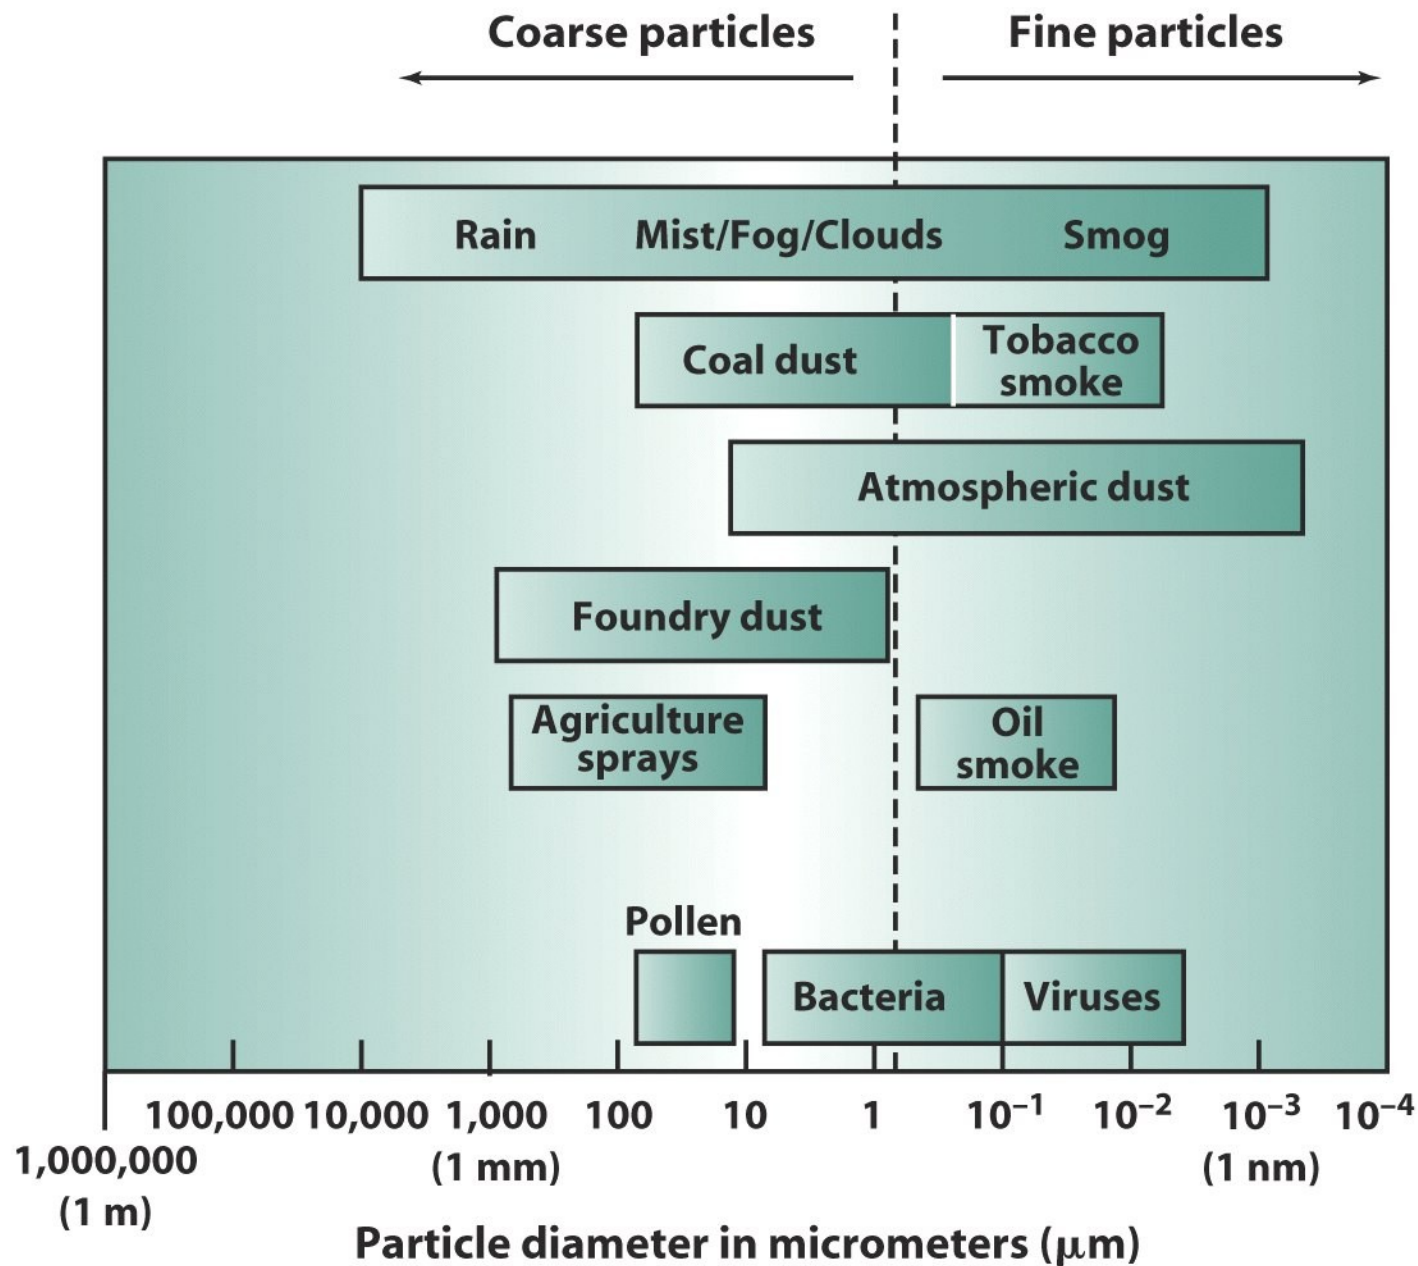 Coarse particles
Fine particles
Rain
Mist/Fog/Clouds
Smog
Coal dust
Tobacco
smoke
Atmospheric dust
Foundry dust
Agriculture
sprays
Oil
smoke
Pollen
Bacteria
Viruses
1,000,000
(1 m)
100,000
10,000
1,000
(1 mm)
100
10
1
10⁻¹
10⁻²
10⁻³
(1 nm)
10⁻⁴
Particle diameter in micrometers (μm)